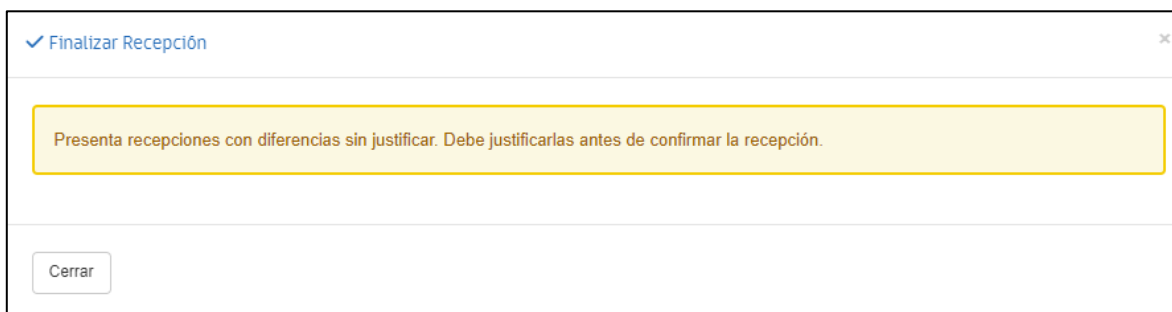 Finalizar Recepción
×
Presenta recepciones con diferencias sin justificar. Debe justificarlas antes de confirmar la recepción.
Cerrar